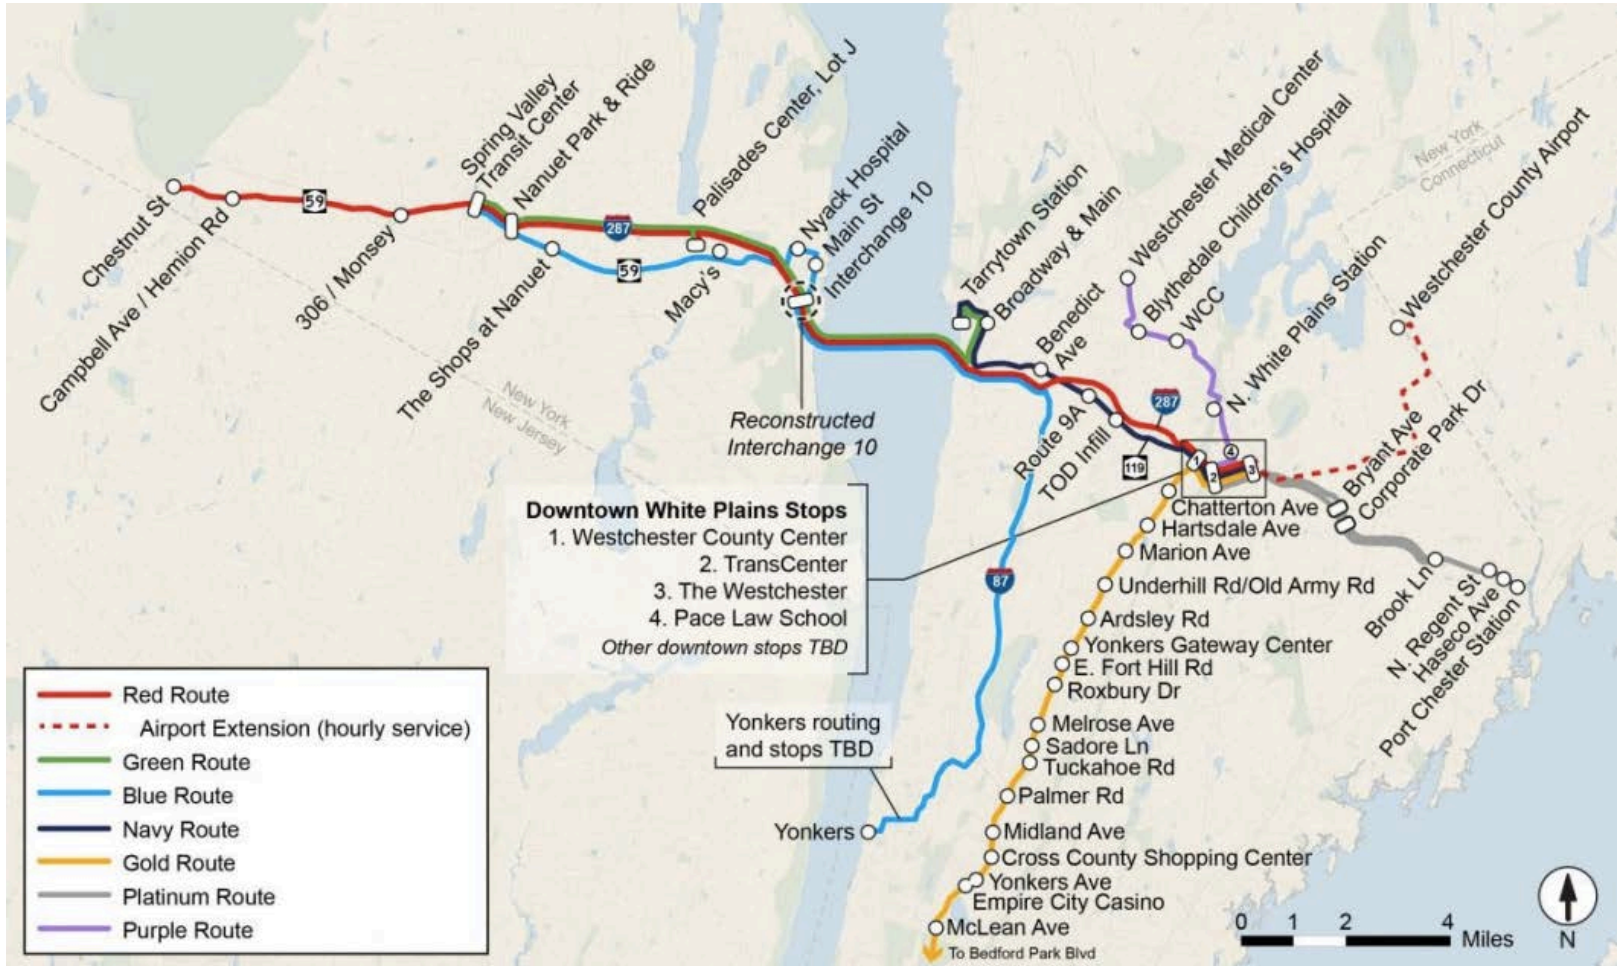 Spring Valley
Transit Center
Nanuet Park & Ride
Palisades Center, Lot J
Nyack Hospital
Main St
Interchange 10
Tarrytown Station
Broadway & Main
Benedict
Ave
Westchester Medical Center
Blythedale Children's Hospital
WCC
N. White Plains Station
New York
Connecticut
Westchester County Airport
Chestnut St
Campbell Ave / Hemion Rd
59
306 / Monsey
The Shops at Nanuet
287
59
Macy's
New York
New Jersey
Reconstructed
Interchange 10
Route 9A
TOD Infill
119
287
1
2
3
4
Bryant Ave
Corporate Park Dr
Brook Ln
N. Regent St
Haseco Ave
Port Chester Station
Downtown White Plains Stops
1. Westchester County Center
2. TransCenter
3. The Westchester
4. Pace Law School
Other downtown stops TBD
87
Chatterton Ave
Hartsdale Ave
Marion Ave
Underhill Rd/Old Army Rd
Ardsley Rd
Yonkers Gateway Center
E. Fort Hill Rd
Roxbury Dr
Melrose Ave
Sadore Ln
Tuckahoe Rd
Palmer Rd
Midland Ave
Cross County Shopping Center
Yonkers Ave
Empire City Casino
McLean Ave
To Bedford Park Blvd
Yonkers routing
and stops TBD
Yonkers
Red Route
Airport Extension (hourly service)
Green Route
Blue Route
Navy Route
Gold Route
Platinum Route
Purple Route
0 1 2 4 Miles
N